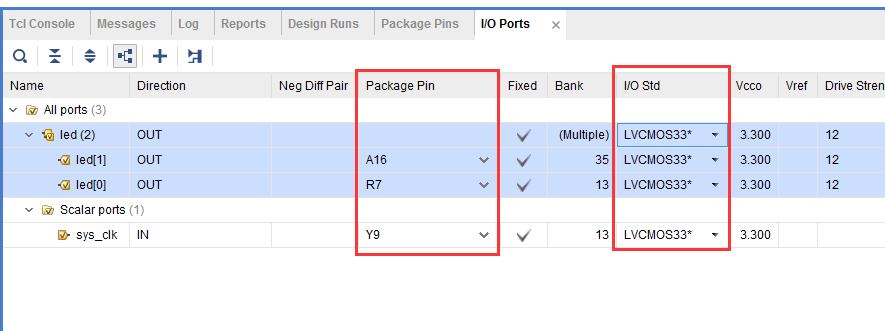 Tcl Console Messages Log Reports Design Runs Package Pins I/O Ports
Name Direction Neg Diff Pair Package Pin Fixed Bank I/O Std Vcco Vref Drive Stren
All ports (3)
led (2) OUT (Multiple) LVCMOS33* 3.300 12
led[1] OUT A16 35 LVCMOS33* 3.300 12
led[0] OUT R7 13 LVCMOS33* 3.300 12
Scalar ports (1)
sys_clk IN Y9 13 LVCMOS33* 3.300